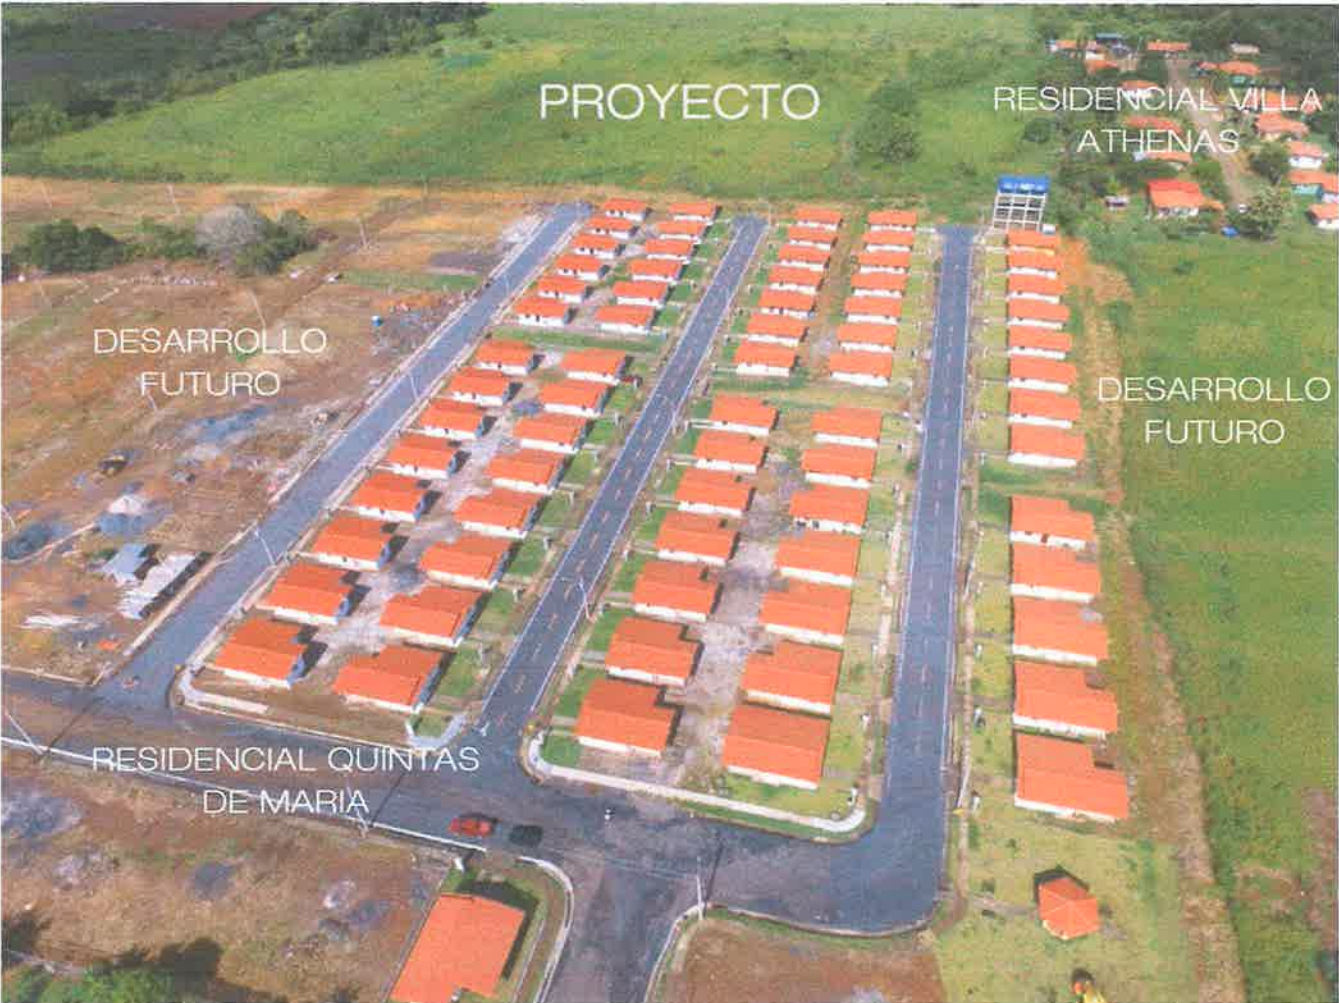 PROYECTO
RESIDENCIAL VILLA
ATHENAS
DESARROLLO
FUTURO
DESARROLLO
FUTURO
RESIDENCIAL QUINTAS
DE MARIA